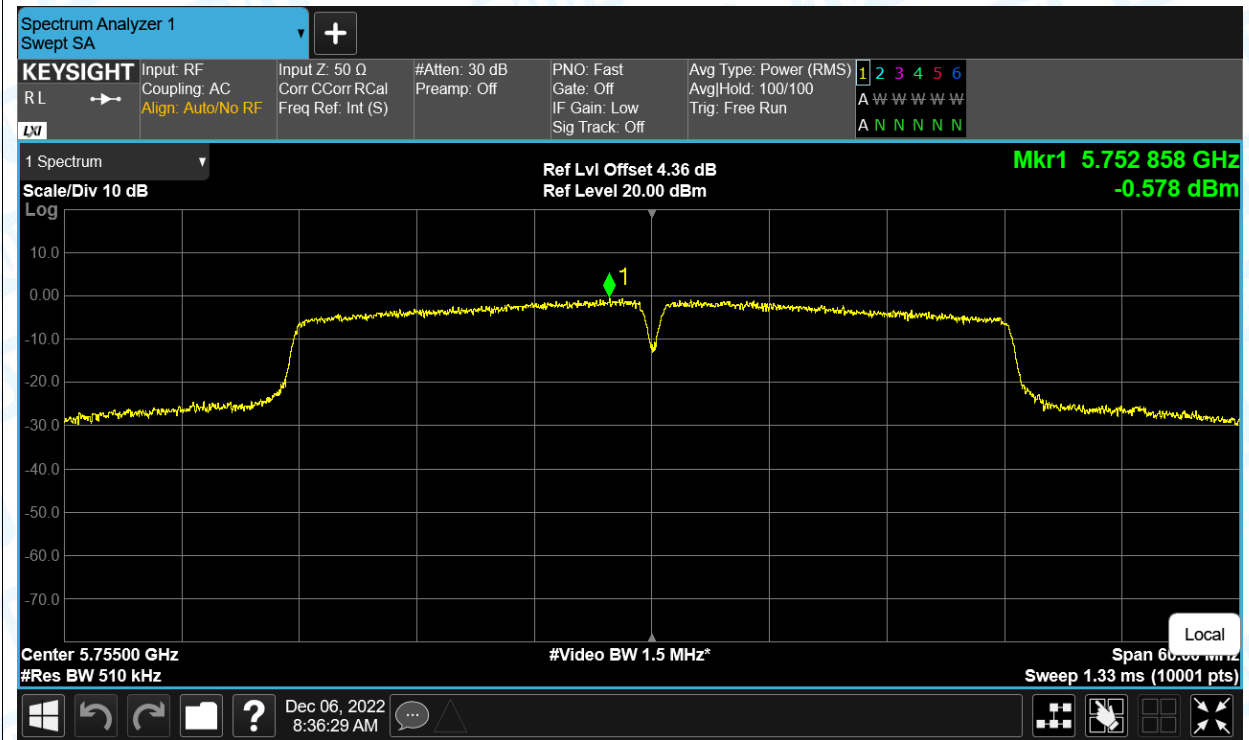 Spectrum Analyzer 1
Swept SA
+
KEYSIGHT
R L
LXI
Input: RF
Coupling: AC
Align: Auto/No RF
Input Z: 50 Ω
Corr CCorr RCal
Freq Ref: Int (S)
#Atten: 30 dB
Preamp: Off
PNO: Fast
Gate: Off
IF Gain: Low
Sig Track: Off
Avg Type: Power (RMS)
Avg|Hold: 100/100
Trig: Free Run
1 2 3 4 5 6
A W W W W W
A N N N N N
1 Spectrum
Scale/Div 10 dB
Log
Ref Lvl Offset 4.36 dB
Ref Level 20.00 dBm
Mkr1 5.752 858 GHz
-0.578 dBm
1
10.0
0.00
-10.0
-20.0
-30.0
-40.0
-50.0
-60.0
-70.0
Local
Center 5.75500 GHz
#Video BW 1.5 MHz*
Span 60.00 MHz
#Res BW 510 kHz
Sweep 1.33 ms (10001 pts)
?
Dec 06, 2022
8:36:29 AM